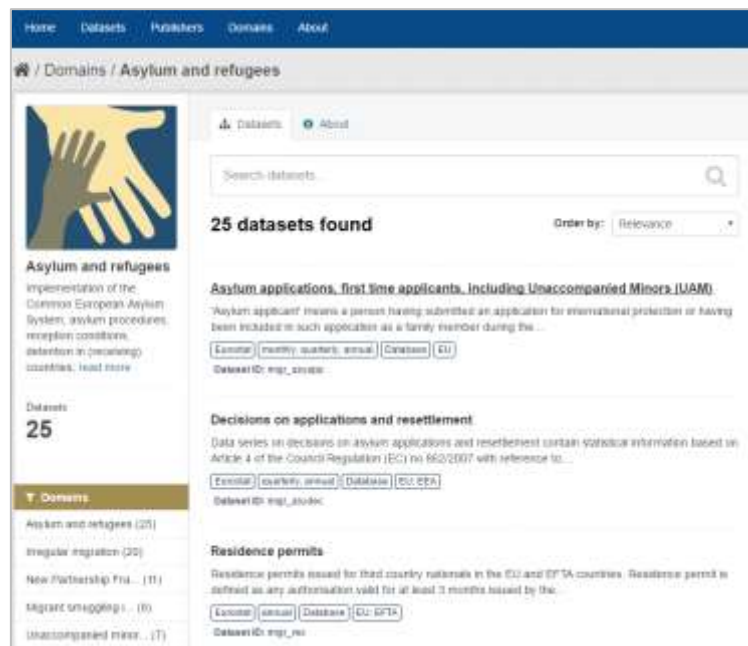 Home Datasets Publishers Domains About
/ Domains / Asylum and refugees
Asylum and refugees
Implementation of the
Common European Asylum
System, asylum procedures,
reception conditions,
detention in (receiving)
countries, read more
Datasets
25
Domains
Asylum and refugees (25)
Irregular migration (20)
New Partnership Fra... (11)
Migrant smuggling i...
Unaccompanied minor... (7)
Datasets About
Search datasets...
25 datasets found
Order by: Relevance
Asylum applications, first time applicants, including Unaccompanied Minors (UAM)
'Asylum applicant' means a person having submitted an application for international protection or having
been included in such application as a family member during the...
Eurostat monthly, quarterly, annual Database EU
Dataset ID:
Decisions on applications and resettlement
Data series on decisions on asylum applications and resettlement contain statistical information based on
Article 4 of the Council Regulation (EC) no 862/2007 with reference to...
Eurostat quarterly, annual Database EU; EEA
Dataset ID:
Residence permits
Residence permits issued for third country nationals in the EU and EFTA countries. Residence permit is
defined as any authorisation valid for at least 3 months issued by the...
Eurostat annual Database EU; EFTA
Dataset ID: